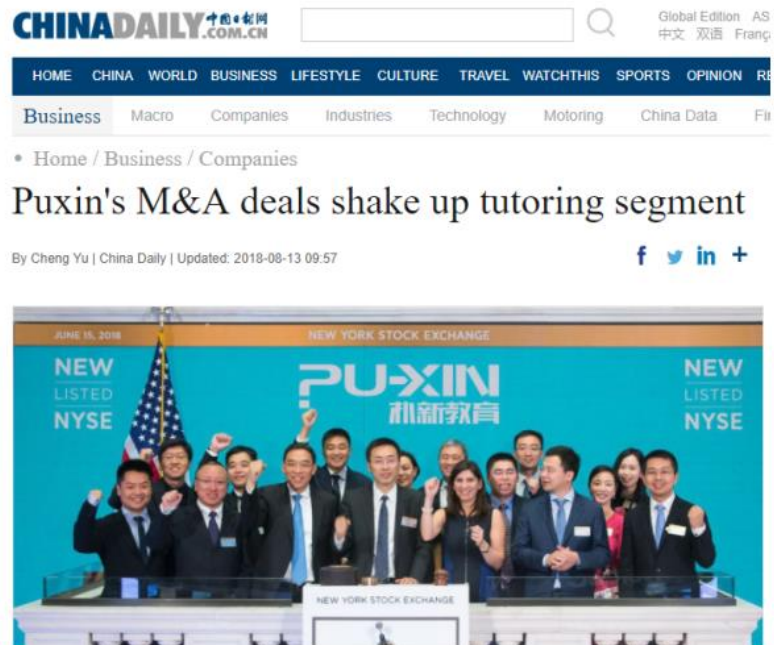 CHINADAILY 中国日报网
.COM.CN
Global Edition
中文 双语
HOME CHINA WORLD BUSINESS LIFESTYLE CULTURE TRAVEL WATCHTHIS SPORTS OPINION
Business Macro Companies Industries Technology Motoring China Data
• Home / Business / Companies
Puxin's M&A deals shake up tutoring segment
By Cheng Yu | China Daily | Updated: 2018-08-13 09:57
f in +
JUNE 15, 2018 NEW YORK STOCK EXCHANGE
NEW
LISTED
NYSE
PU-XIN
朴新教育
NEW
LISTED
NYSE
NEW YORK STOCK EXCHANGE